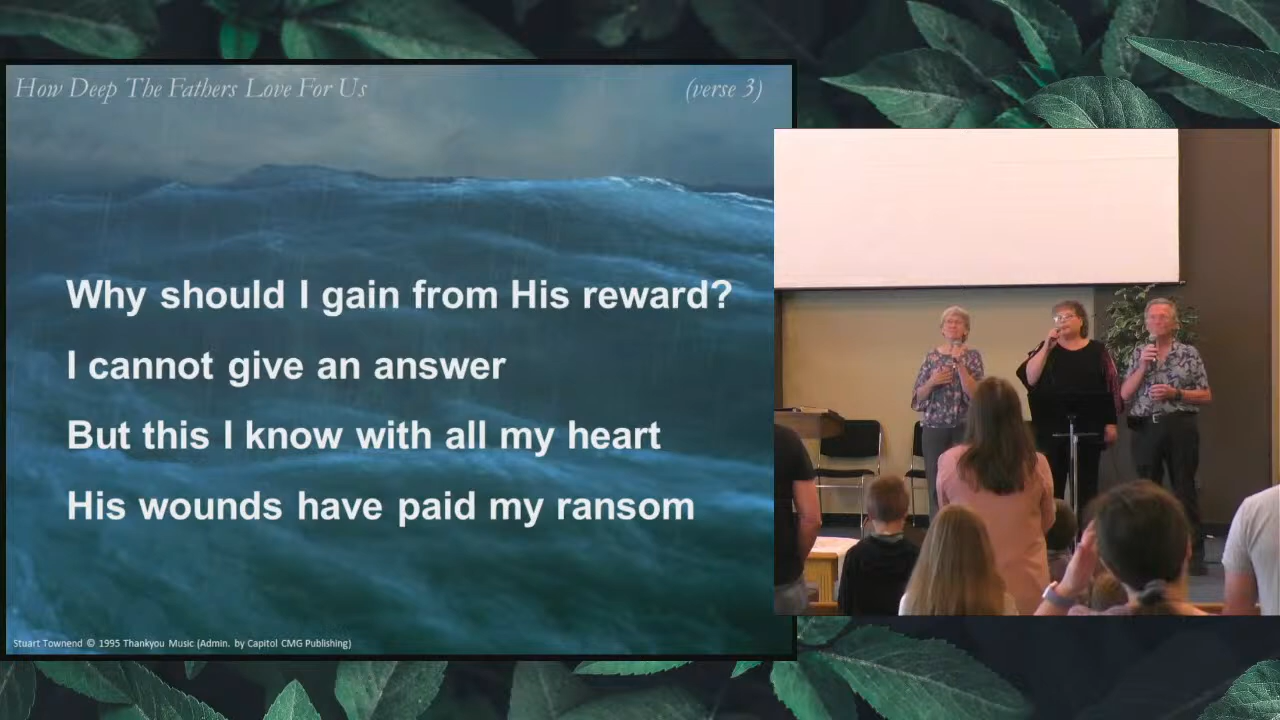 How Deep The Fathers Love For Us
(verse 3)
Why should I gain from His reward?
I cannot give an answer
But this I know with all my heart
His wounds have paid my ransom
Stuart Townend © 1995 Thankyou Music (Admin. by Capitol CMG Publishing)